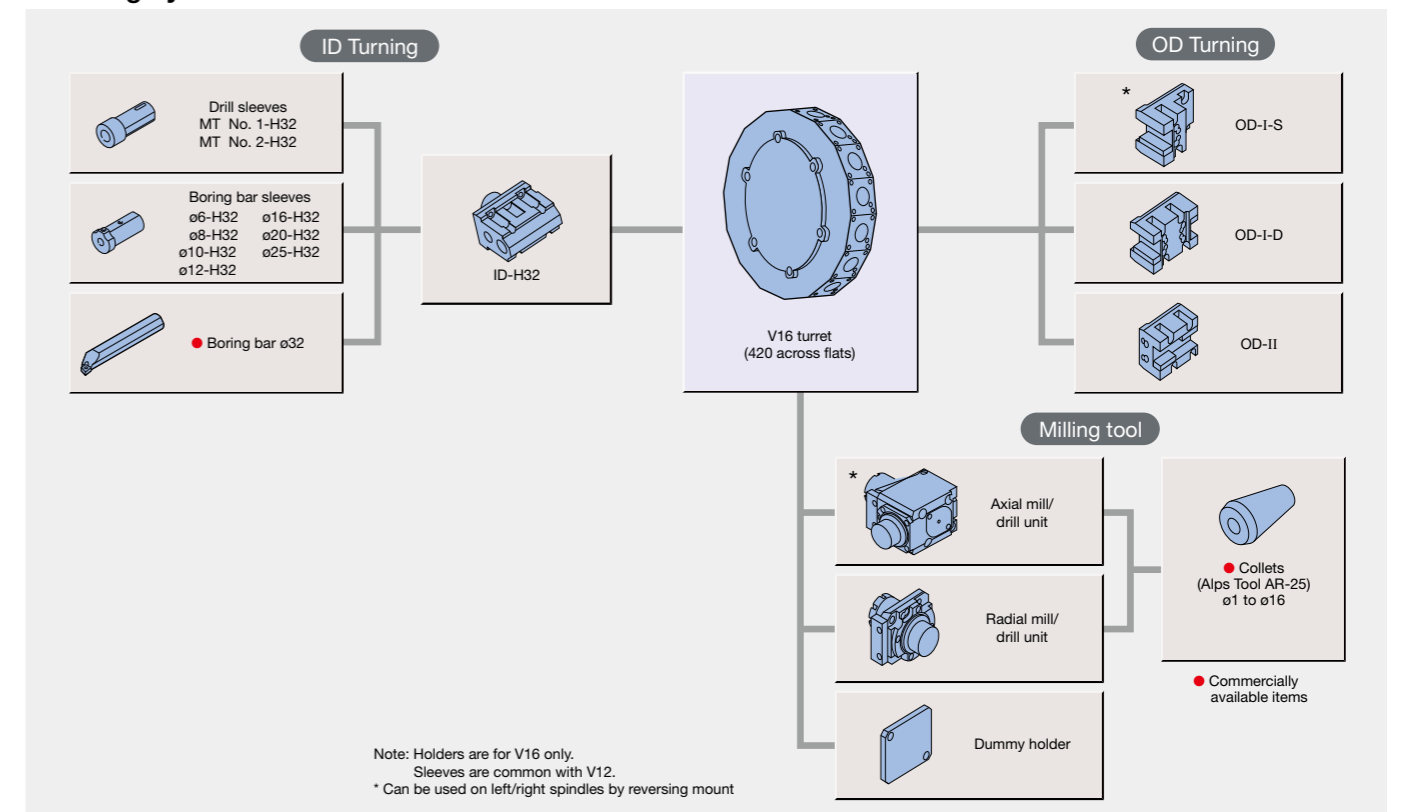 ID Turning
OD Turning
Drill sleeves
MT No. 1-H32
MT No. 2-H32
Boring bar sleeves
ø6-H32 ø16-H32
ø8-H32 ø20-H32
ø10-H32 ø25-H32
ø12-H32
● Boring bar ø32
ID-H32
V16 turret
(420 across flats)
*
OD-I-S
OD-I-D
OD-II
Milling tool
*
Axial mill/
drill unit
Radial mill/
drill unit
Dummy holder
● Collets
(Alps Tool AR-25)
ø1 to ø16
● Commercially
available items
Note: Holders are for V16 only.
Sleeves are common with V12.
* Can be used on left/right spindles by reversing mount